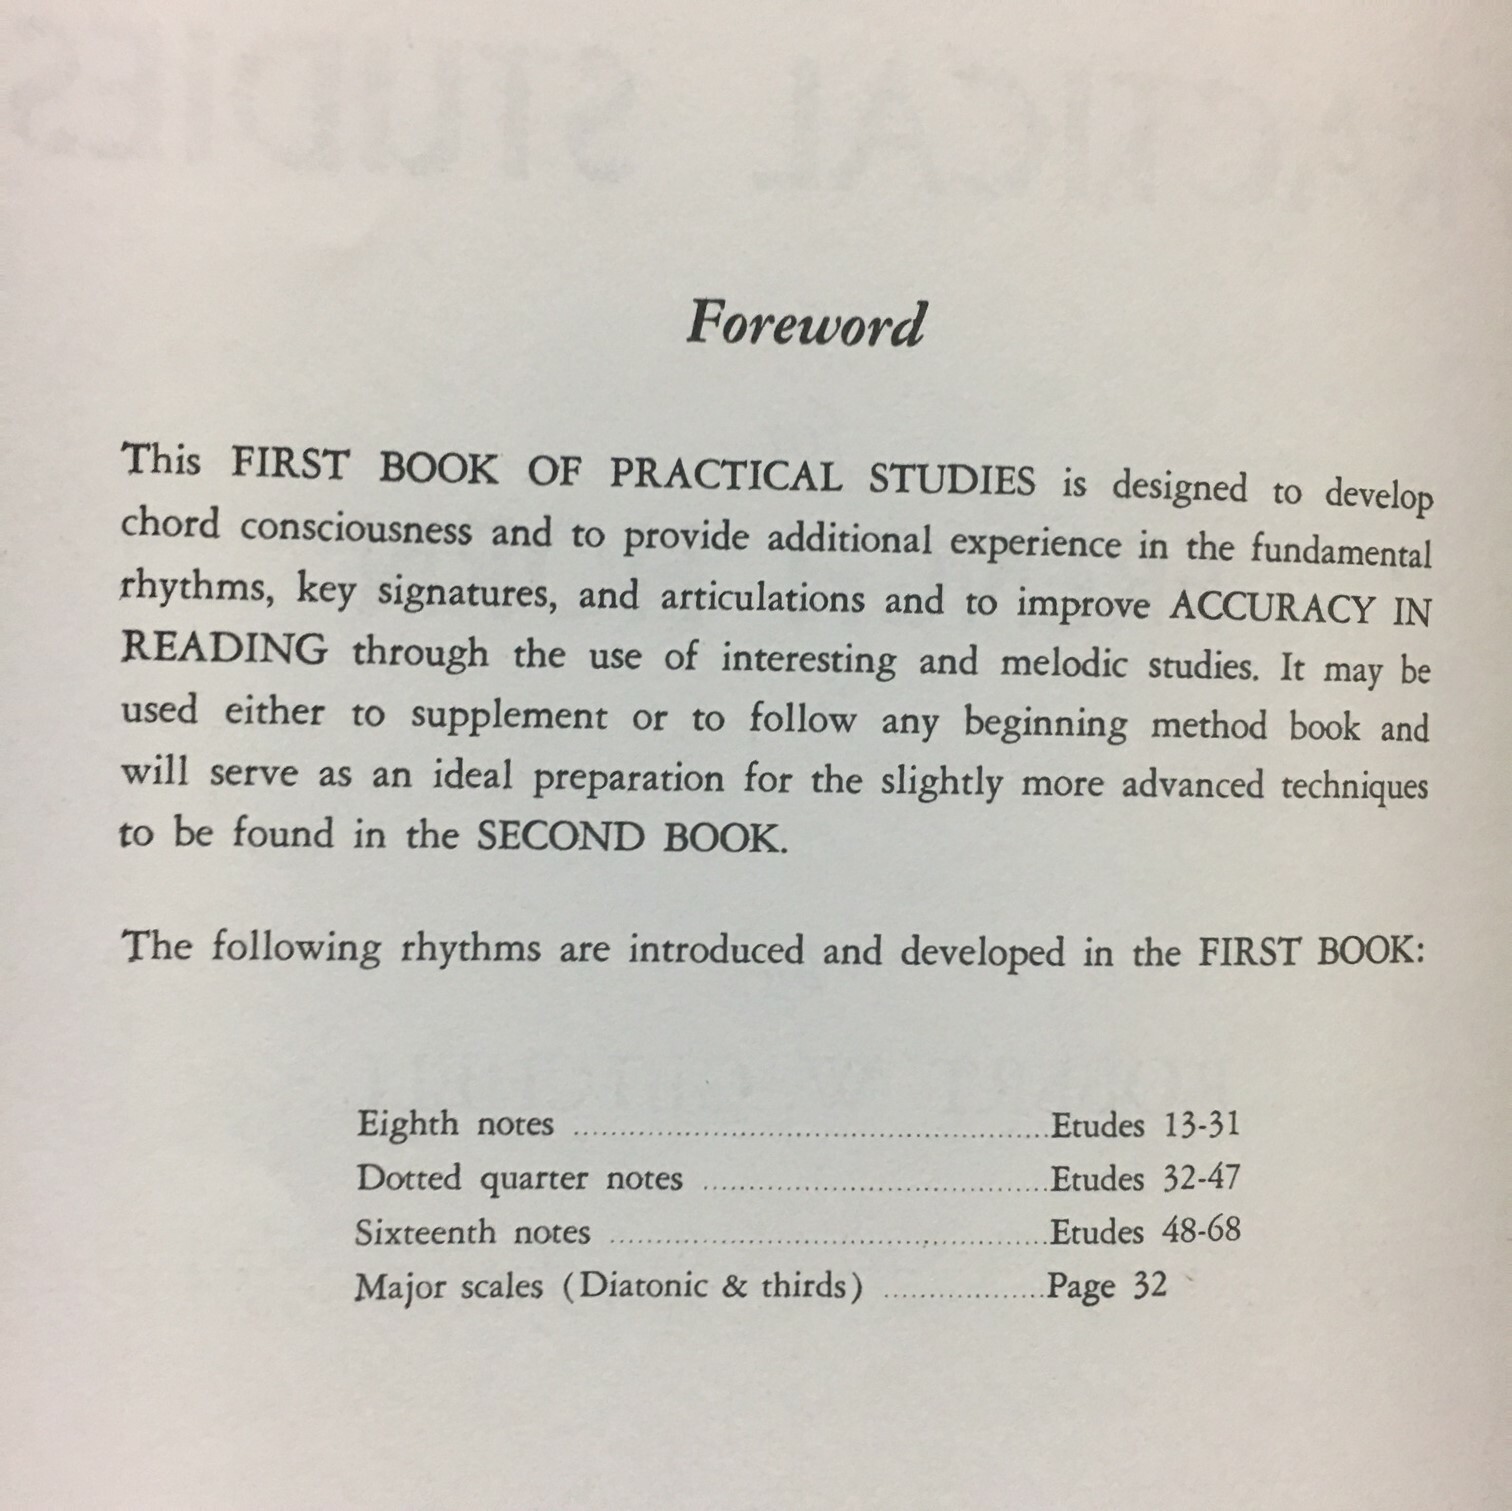 Foreword
This FIRST BOOK OF PRACTICAL STUDIES is designed to develop
chord consciousness and to provide additional experience in the fundamental
rhythms, key signatures, and articulations and to improve ACCURACY IN
READING through the use of interesting and melodic studies. It may be
used either to supplement or to follow any beginning method book and
will serve as an ideal preparation for the slightly more advanced techniques
to be found in the SECOND BOOK.
The following rhythms are introduced and developed in the FIRST BOOK:
Eighth notes ........................................................ Etudes 13-31
Dotted quarter notes ........................................ Etudes 32-47
Sixteenth notes .................................................... Etudes 48-68
Major scales (Diatonic & thirds) .................. Page 32